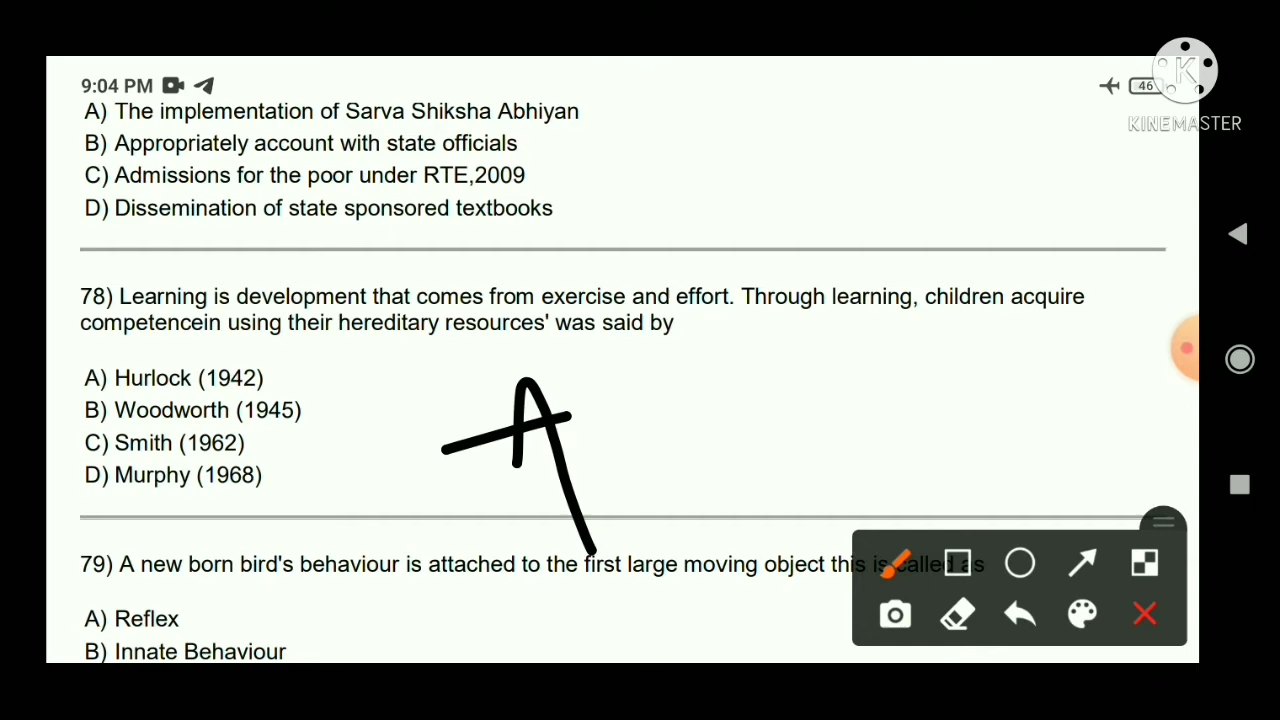 9:04 PM
46
KINEMASTER
A) The implementation of Sarva Shiksha Abhiyan
B) Appropriately account with state officials
C) Admissions for the poor under RTE,2009
D) Dissemination of state sponsored textbooks
78) Learning is development that comes from exercise and effort. Through learning, children acquire
competencein using their hereditary resources' was said by
A) Hurlock (1942)
B) Woodworth (1945)
C) Smith (1962)
D) Murphy (1968)
A
79) A new born bird's behaviour is attached to the first large moving object this is called as
A) Reflex
B) Innate Behaviour